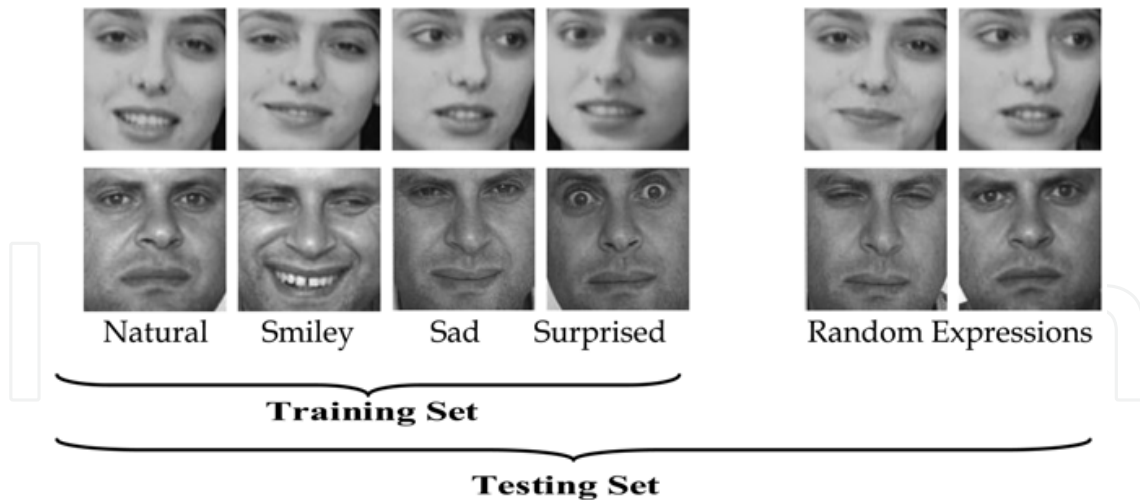 Natural Smiley Sad Surprised Random Expressions
Training Set
Testing Set